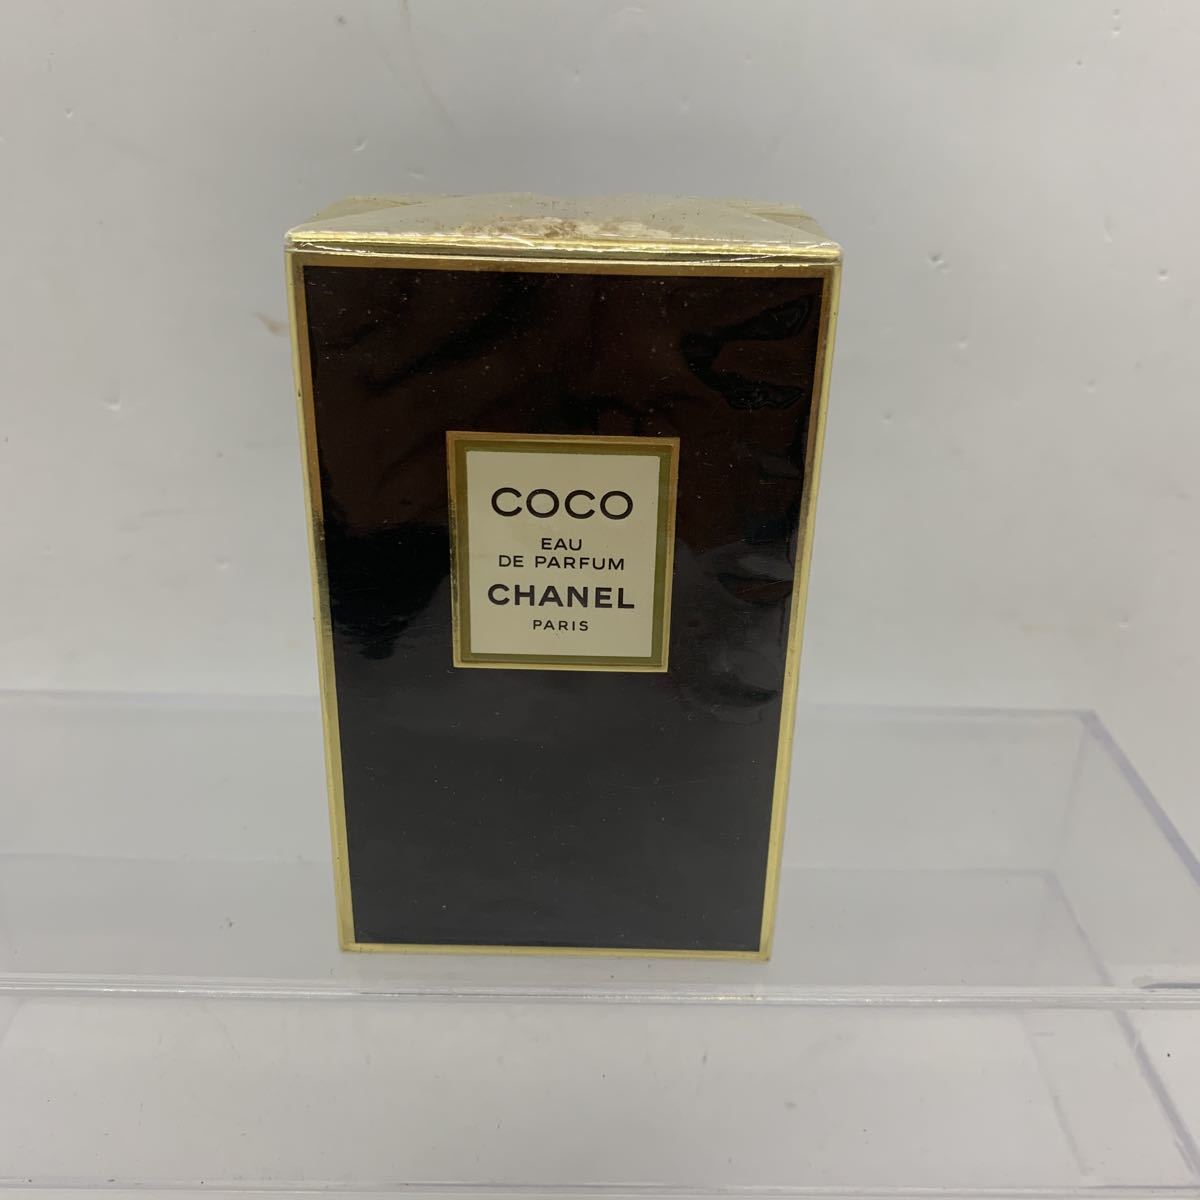 COCO
EAU
DE PARFUM
CHANEL
PARIS